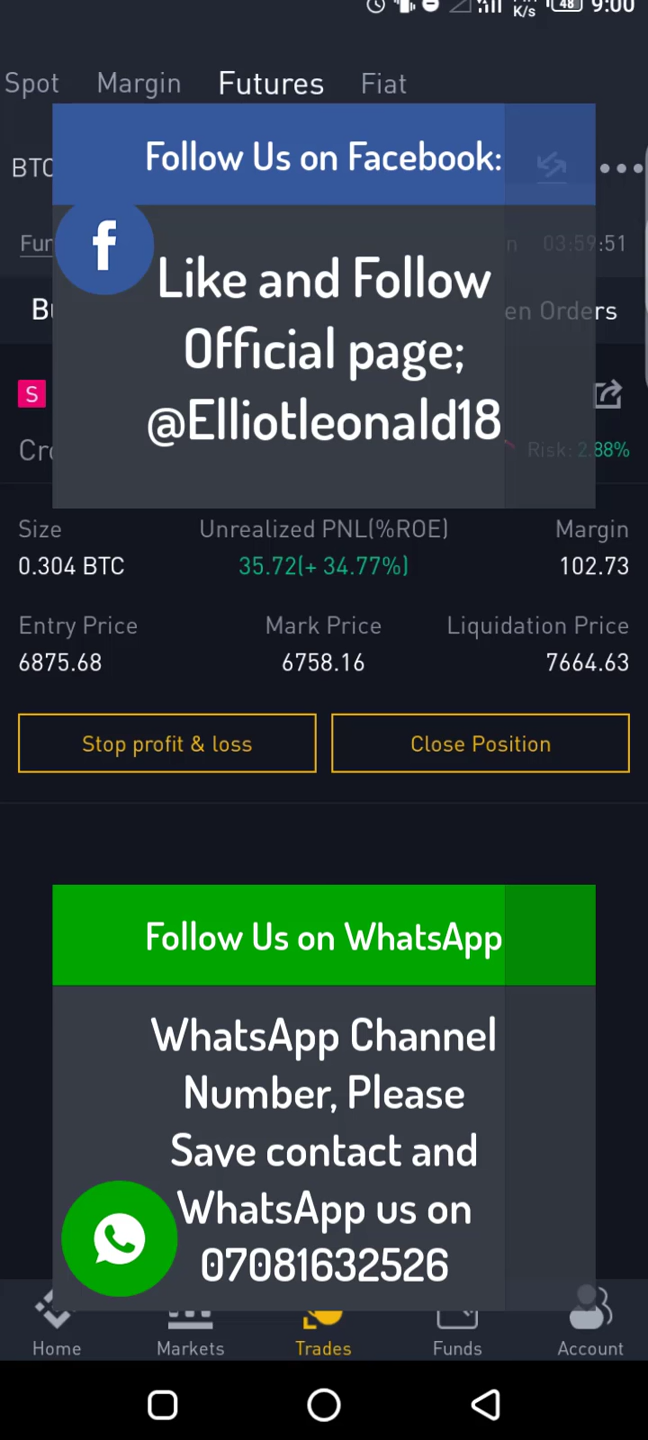 48 9:00
K/s
Spot Margin Futures Fiat
Follow Us on Facebook:
BTC
Fur 03:59:51
Like and Follow
Official page;
@Elliotleonald18
en Orders
S
Risk: 2.88%
Size Unrealized PNL(%ROE) Margin
0.304 BTC 35.72(+ 34.77%) 102.73
Entry Price Mark Price Liquidation Price
6875.68 6758.16 7664.63
Stop profit & loss Close Position
Follow Us on WhatsApp
WhatsApp Channel
Number, Please
Save contact and
WhatsApp us on
07081632526
Home Markets Trades Funds Account